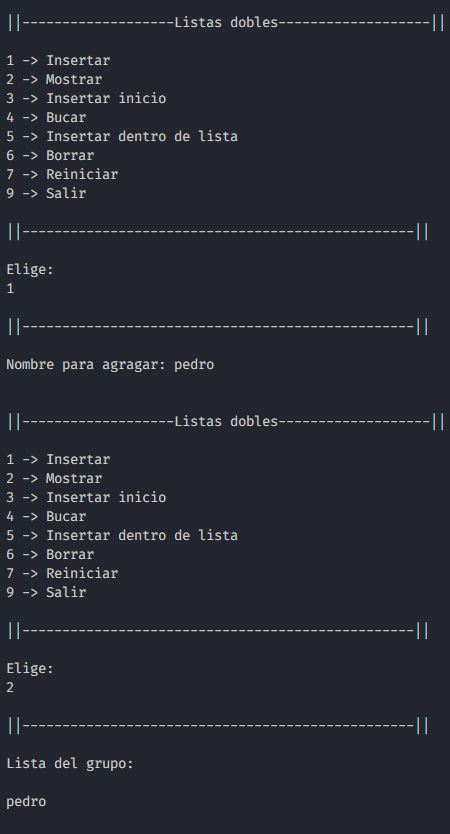 ||-------------------Listas dobles-------------------||
1 -> Insertar
2 -> Mostrar
3 -> Insertar inicio
4 -> Bucar
5 -> Insertar dentro de lista
6 -> Borrar
7 -> Reiniciar
9 -> Salir
||-------------------------------------------------||
Elige:
1
||-------------------------------------------------||
Nombre para agragar: pedro
||-------------------Listas dobles-------------------||
1 -> Insertar
2 -> Mostrar
3 -> Insertar inicio
4 -> Bucar
5 -> Insertar dentro de lista
6 -> Borrar
7 -> Reiniciar
9 -> Salir
||-------------------------------------------------||
Elige:
2
||-------------------------------------------------||
Lista del grupo:
pedro